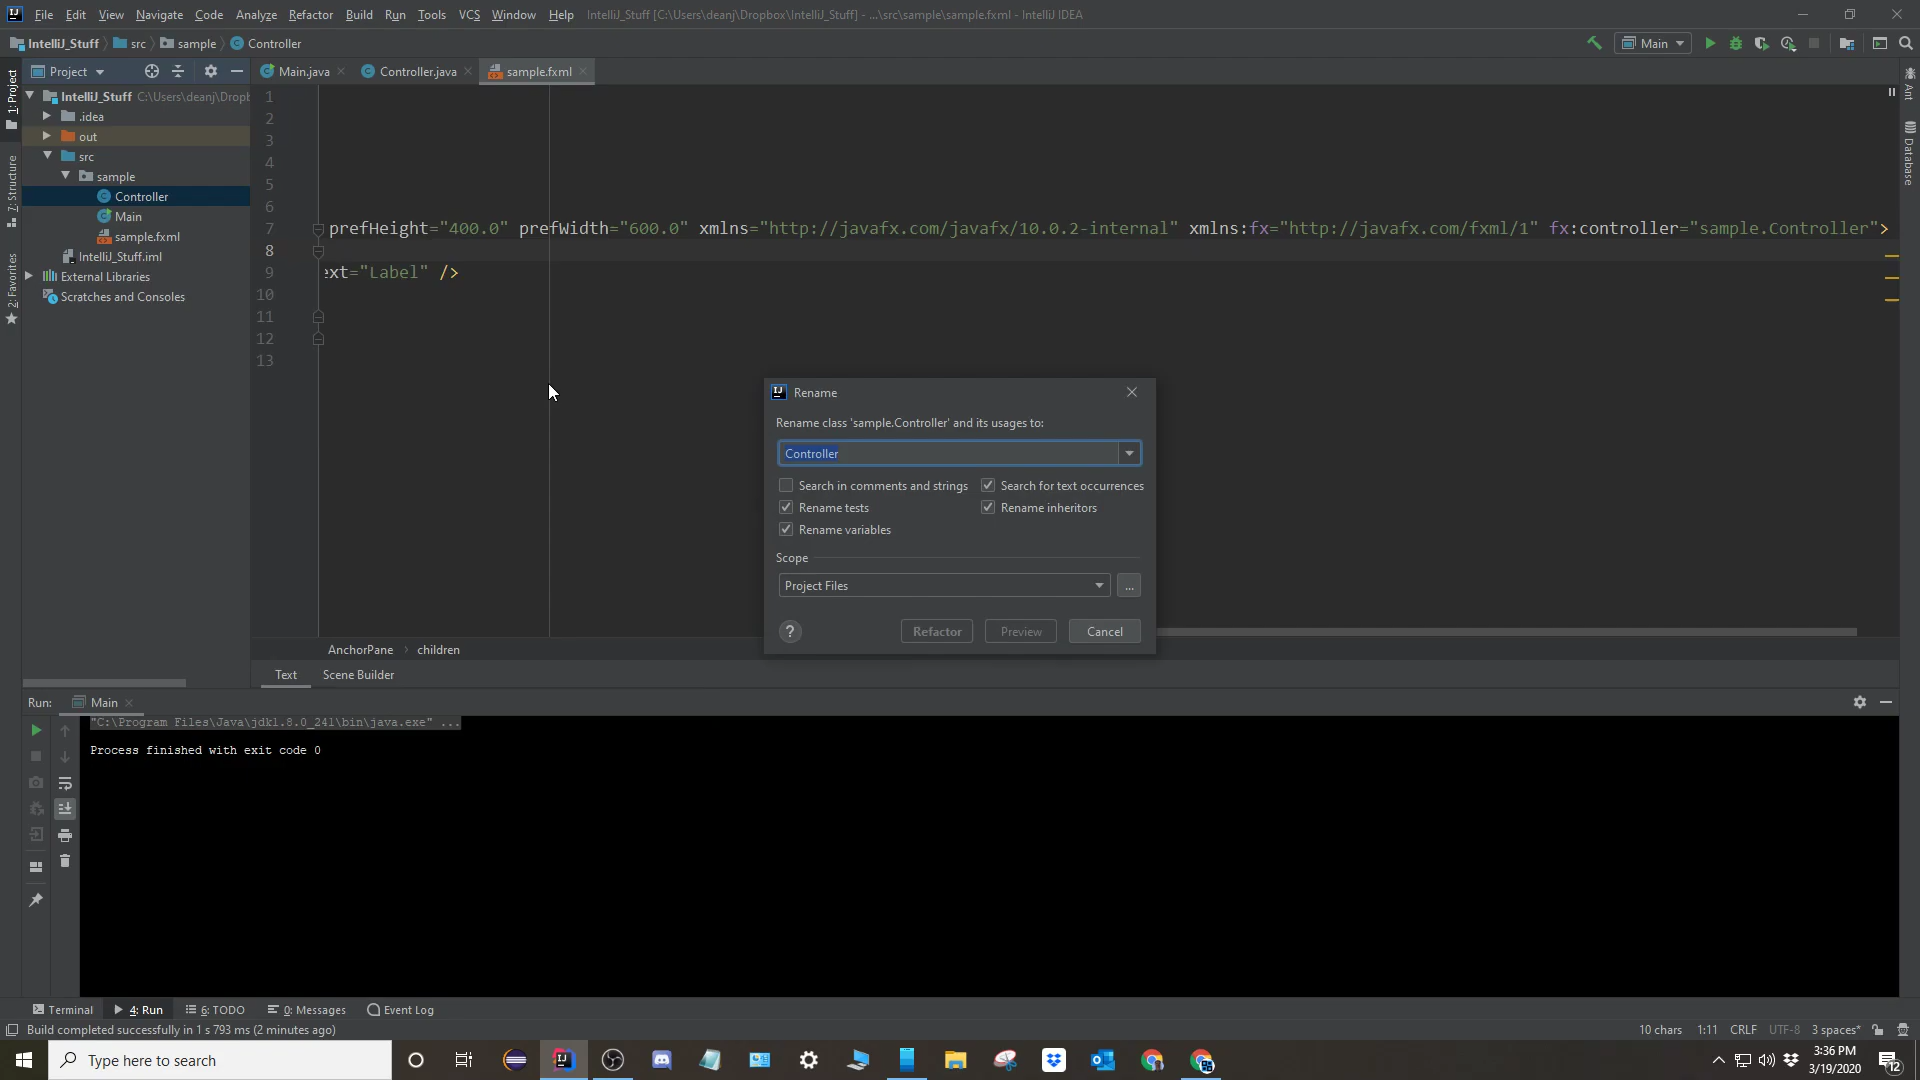 File Edit View Navigate Code Analyze Refactor Build Run Tools VCS Window Help IntelliJ_Stuff [C:\Users\deanj\Dropbox\IntelliJ_Stuff] - ...\src\sample\sample.fxml - IntelliJ IDEA
IntelliJ_Stuff src sample Controller Main
Project Main.java Controller.java sample.fxml
1: Project
7: Structure
2: Favorites
Ant
Database
IntelliJ_Stuff C:\Users\deanj\Dropb
.idea
out
src
sample
Controller
Main
sample.fxml
IntelliJ_Stuff.iml
External Libraries
Scratches and Consoles
1
2
3
4
5
6
7 prefHeight="400.0" prefWidth="600.0" xmlns="http://javafx.com/javafx/10.0.2-internal" xmlns:fx="http://javafx.com/fxml/1" fx:controller="sample.Controller">
8
9 ext="Label" />
10
11
12
13
Rename
Rename class 'sample.Controller' and its usages to:
Controller
Search in comments and strings Search for text occurrences
Rename tests Rename inheritors
Rename variables
Scope
Project Files ...
? Refactor Preview Cancel
AnchorPane children
Text Scene Builder
Run: Main
"C:\Program Files\Java\jdk1.8.0_241\bin\java.exe" ...
Process finished with exit code 0
Terminal 4: Run 6: TODO 0: Messages Event Log
Build completed successfully in 1 s 793 ms (2 minutes ago) 10 chars 1:11 CRLF UTF-8 3 spaces*
Type here to search
3:36 PM
3/19/2020
12